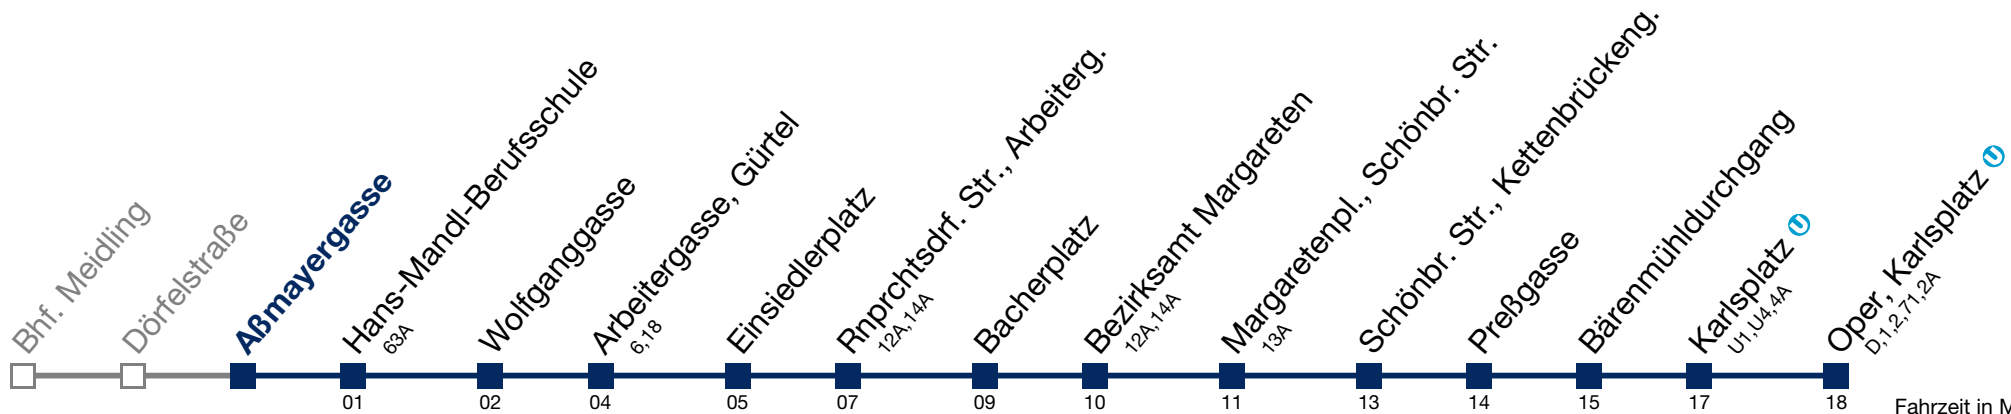 Bhf. Meidling
Dörfelstraße
Aßmayergasse
Hans-Mandl-Berufsschule
63A
Wolfganggasse
Arbeitergasse, Gürtel
6,18
Einsiedlerplatz
Rnprchtsdrf. Str., Arbeiterg.
12A,14A
Bacherplatz
Bezirksamt Margareten
12A,14A
Margaretenpl., Schönbr. Str.
13A
Schönbr. Str., Kettenbrückeng.
Preßgasse
Bärenmühldurchgang
Karlsplatz U
U1,U4,4A
Oper, Karlsplatz U
D,1,2,71,2A
01 02 04 05 07 09 10 11 13 14 15 17 18 Fahrzeit in M